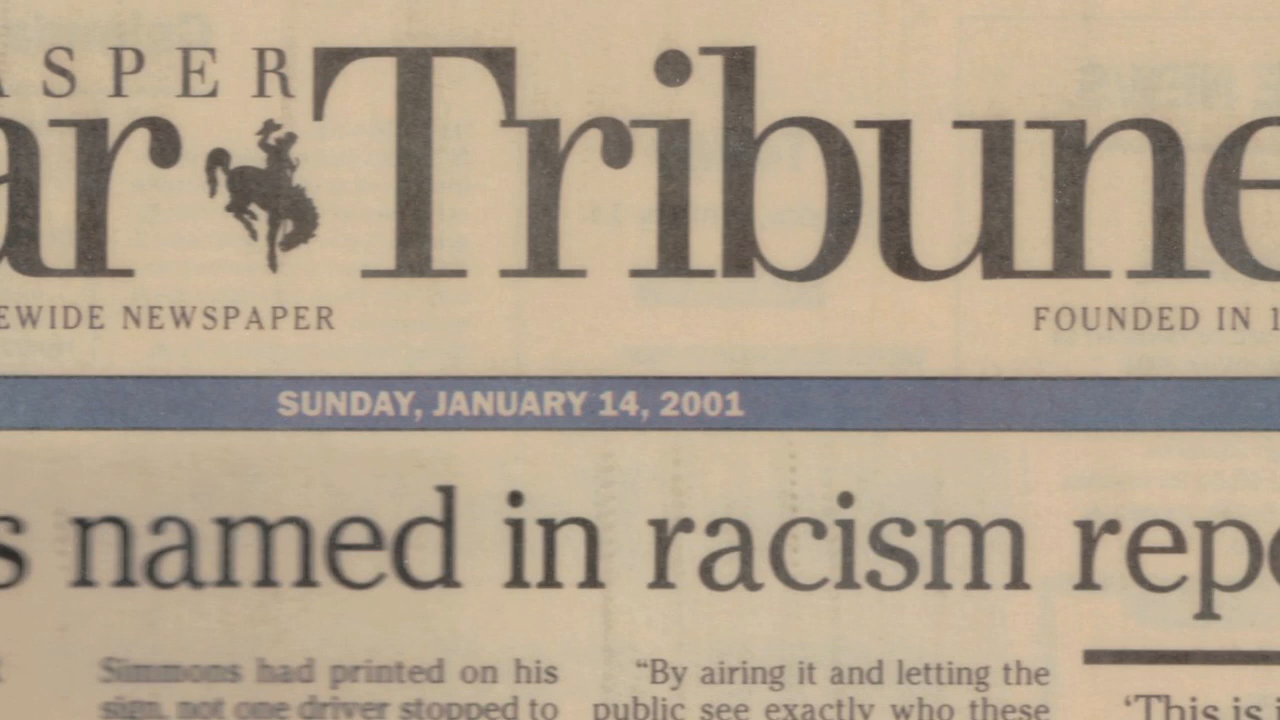 ASPER
ar Tribune
EWIDE NEWSPAPER
FOUNDED IN 1
SUNDAY, JANUARY 14, 2001
s named in racism repo
Simmons had printed on his
sign, not one driver stopped to
“By airing it and letting the
public see exactly who these
‘This is i